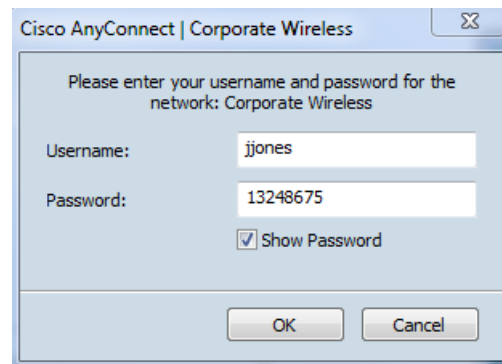 Cisco AnyConnect | Corporate Wireless
Please enter your username and password for the
network: Corporate Wireless
Username: jjones
Password: 13248675
Show Password
OK Cancel